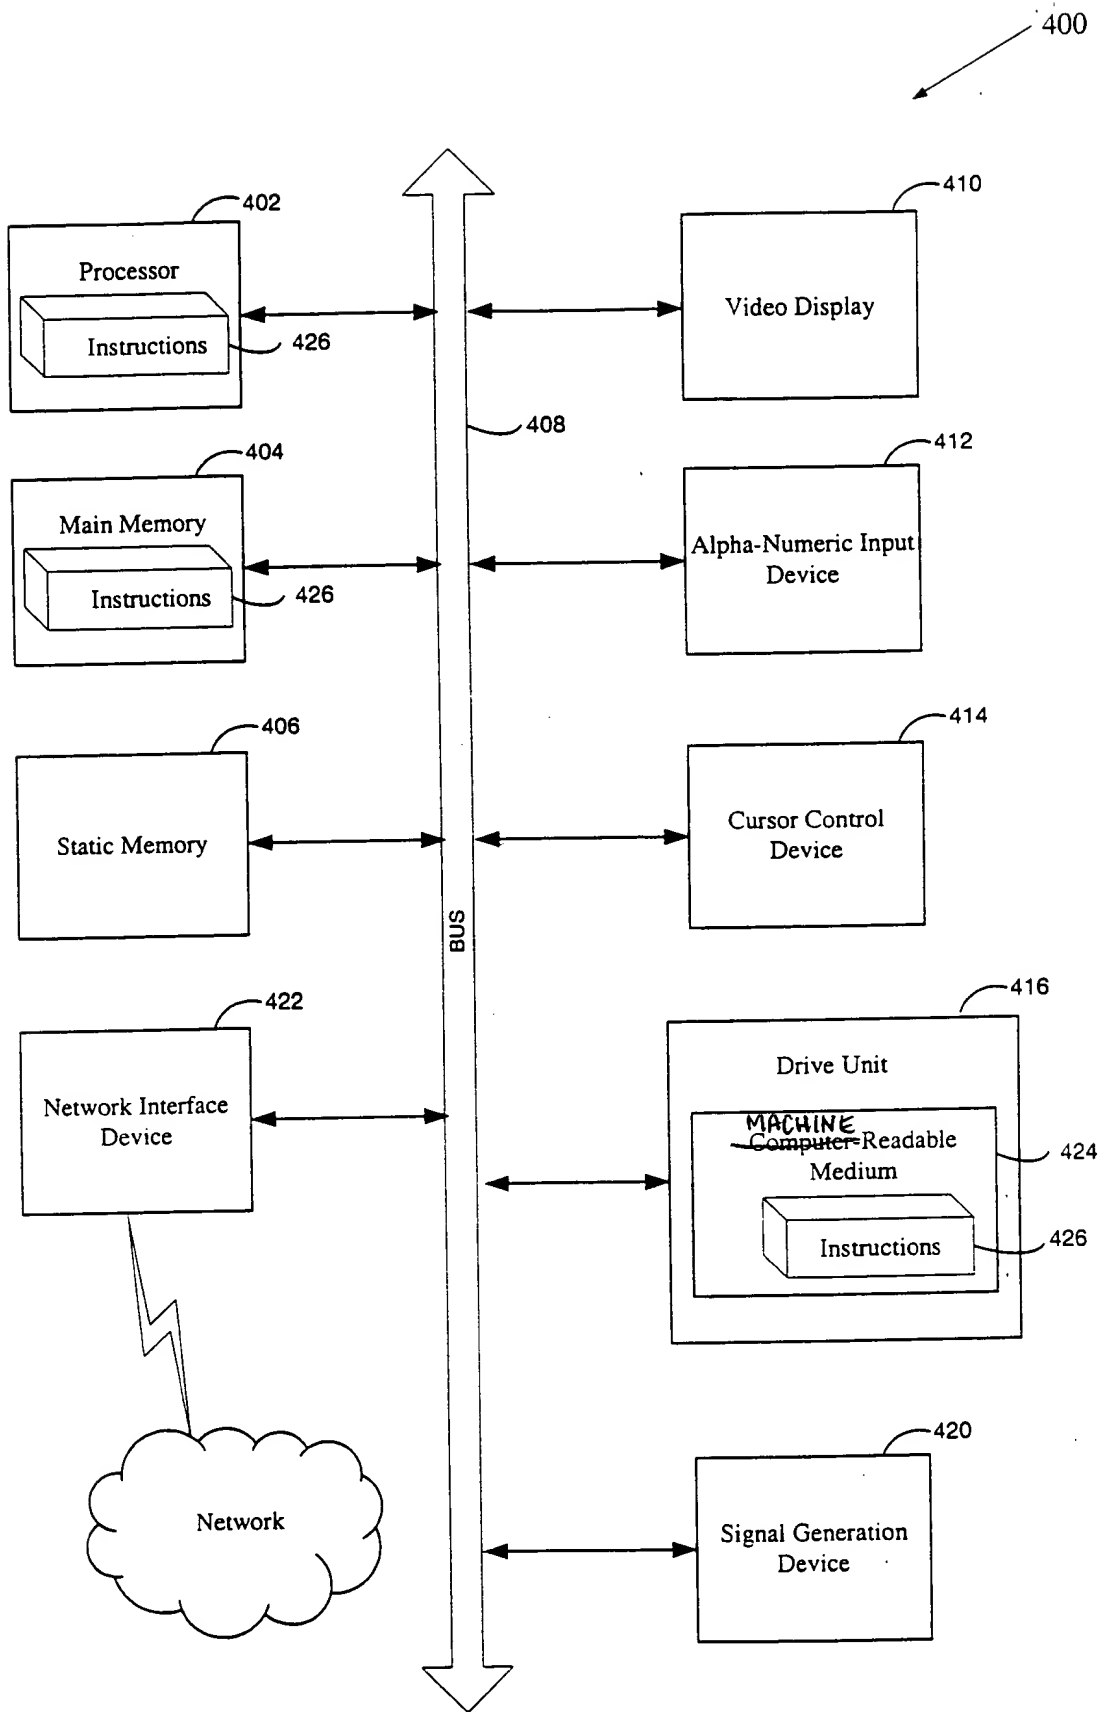 400
402
Processor
Instructions
426
410
Video Display
408
404
Main Memory
Instructions
426
412
Alpha-Numeric Input
Device
406
Static Memory
414
Cursor Control
Device
BUS
422
Network Interface
Device
416
Drive Unit
MACHINE
Computer-Readable
Medium
424
Instructions
426
Network
420
Signal Generation
Device